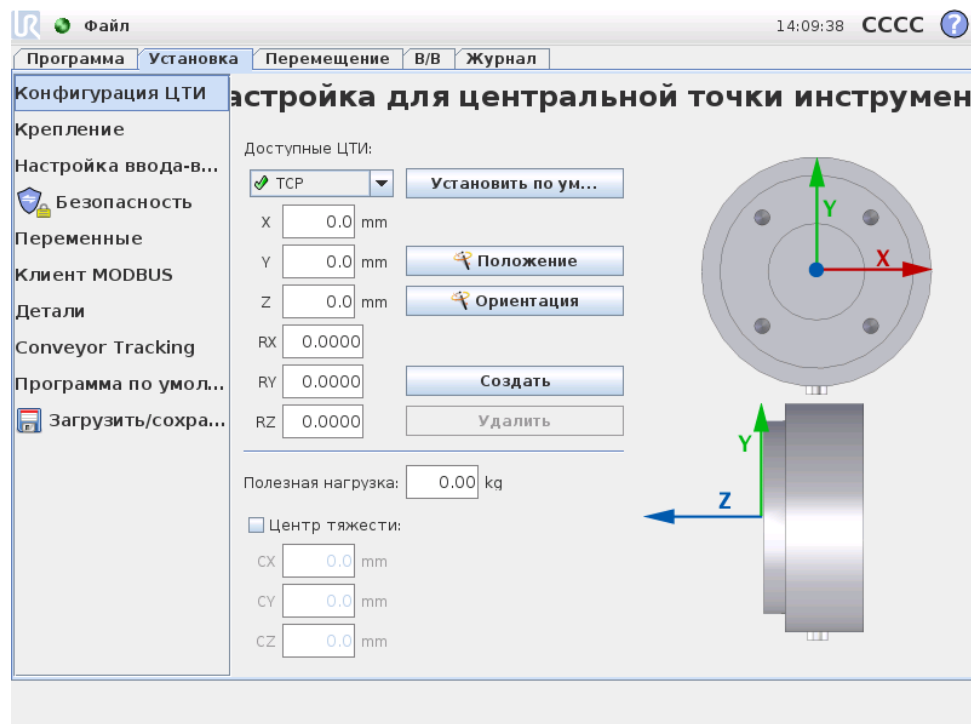 UR Файл 14:09:38 CCCC ?
Программа Установка Перемещение В/В Журнал
Конфигурация ЦТИ
Крепление
Настройка ввода-в...
Безопасность
Переменные
Клиент MODBUS
Детали
Conveyor Tracking
Программа по умол...
Загрузить/сохра...
астройка для центральной точки инструмен
Доступные ЦТИ:
TCP Установить по ум...
X 0.0 mm
Y 0.0 mm Положение
Z 0.0 mm Ориентация
RX 0.0000
RY 0.0000 Создать
RZ 0.0000 Удалить
Полезная нагрузка: 0.00 kg
Центр тяжести:
CX 0.0 mm
CY 0.0 mm
CZ 0.0 mm
Y
X
Y
Z